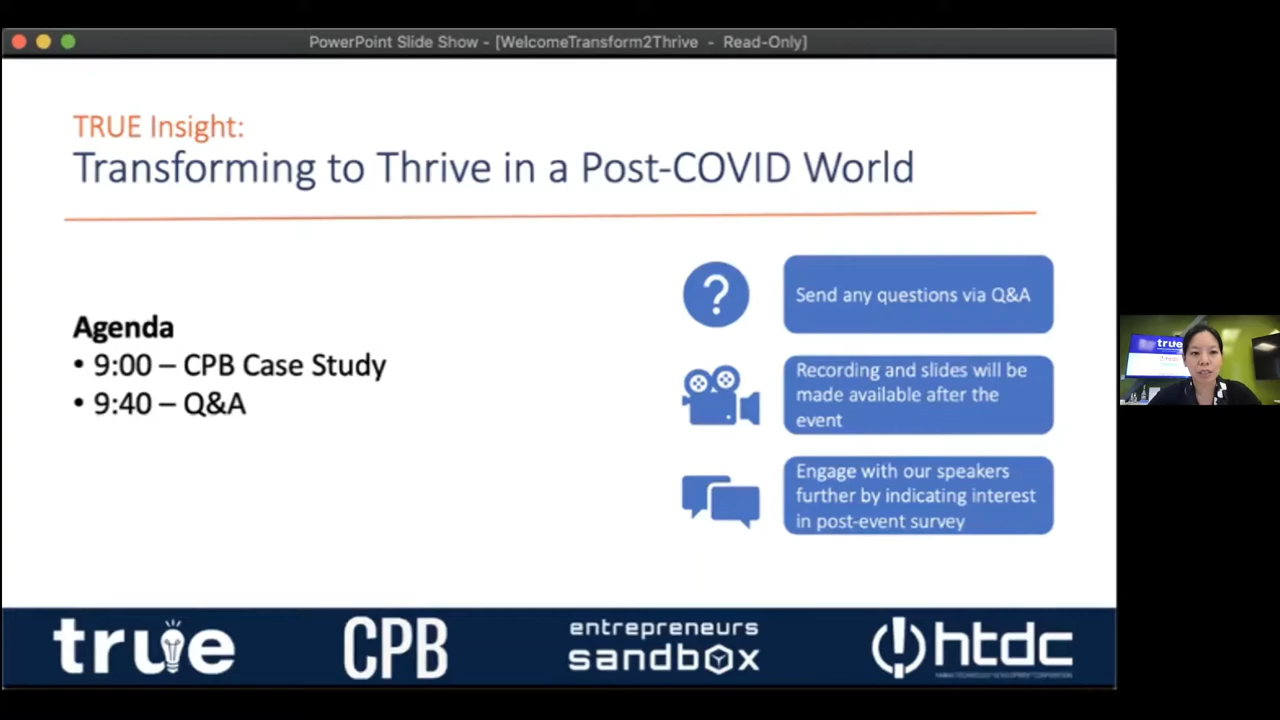 PowerPoint Slide Show - [WelcomeTransform2Thrive - Read-Only]
TRUE Insight:
Transforming to Thrive in a Post-COVID World
Agenda
• 9:00 – CPB Case Study
• 9:40 – Q&A
?
Send any questions via Q&A
Recording and slides will be
made available after the
event
Engage with our speakers
further by indicating interest
in post-event survey
true
CPB
entrepreneurs
sandbox
htdc
true